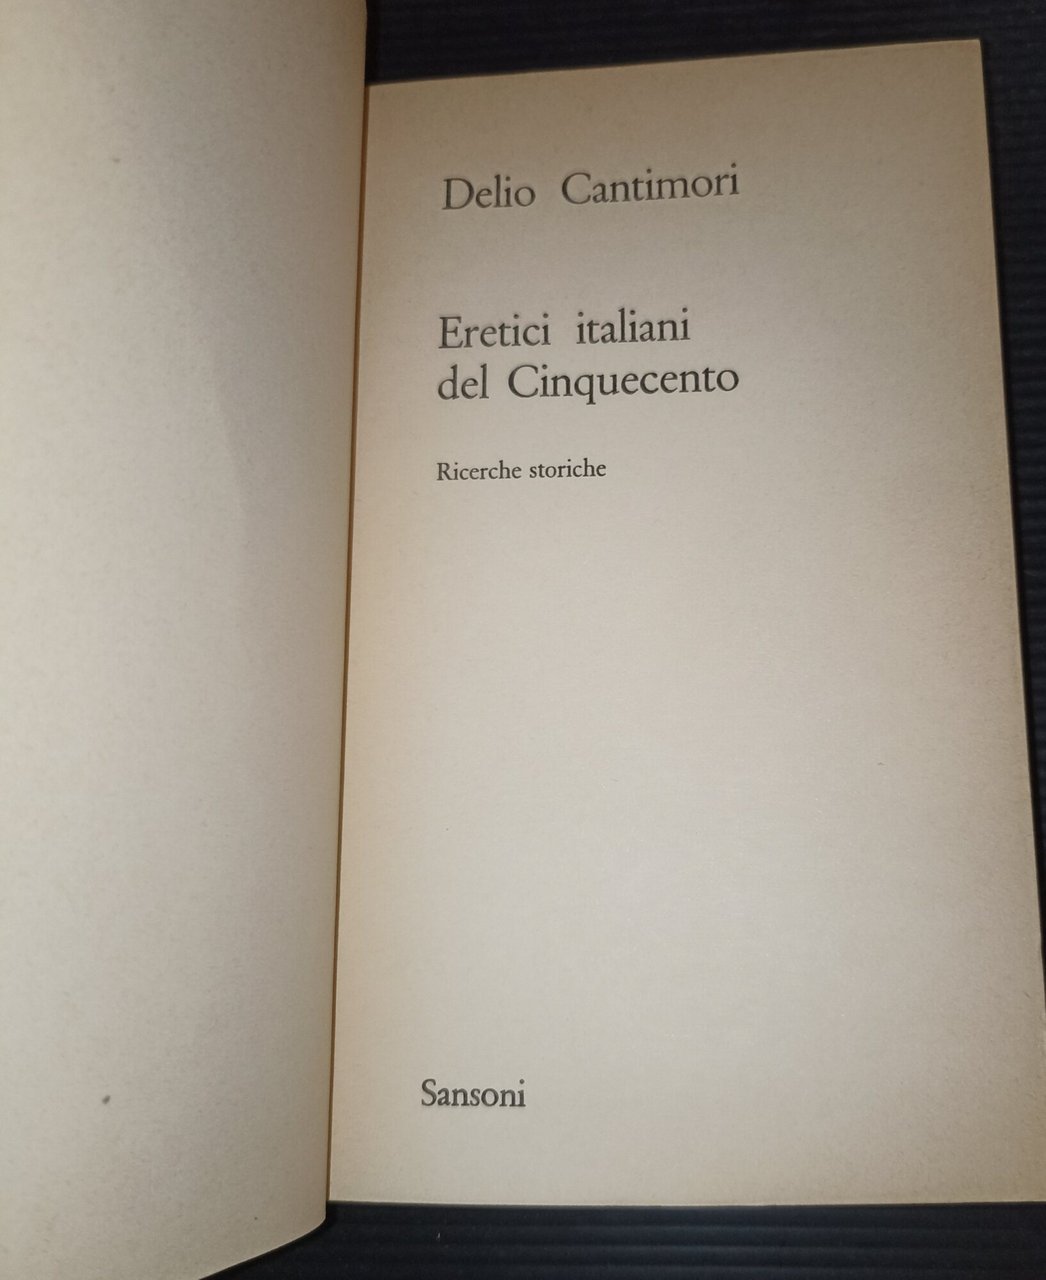 Delio Cantimori
Eretici italiani
del Cinquecento
Ricerche storiche
Sansoni